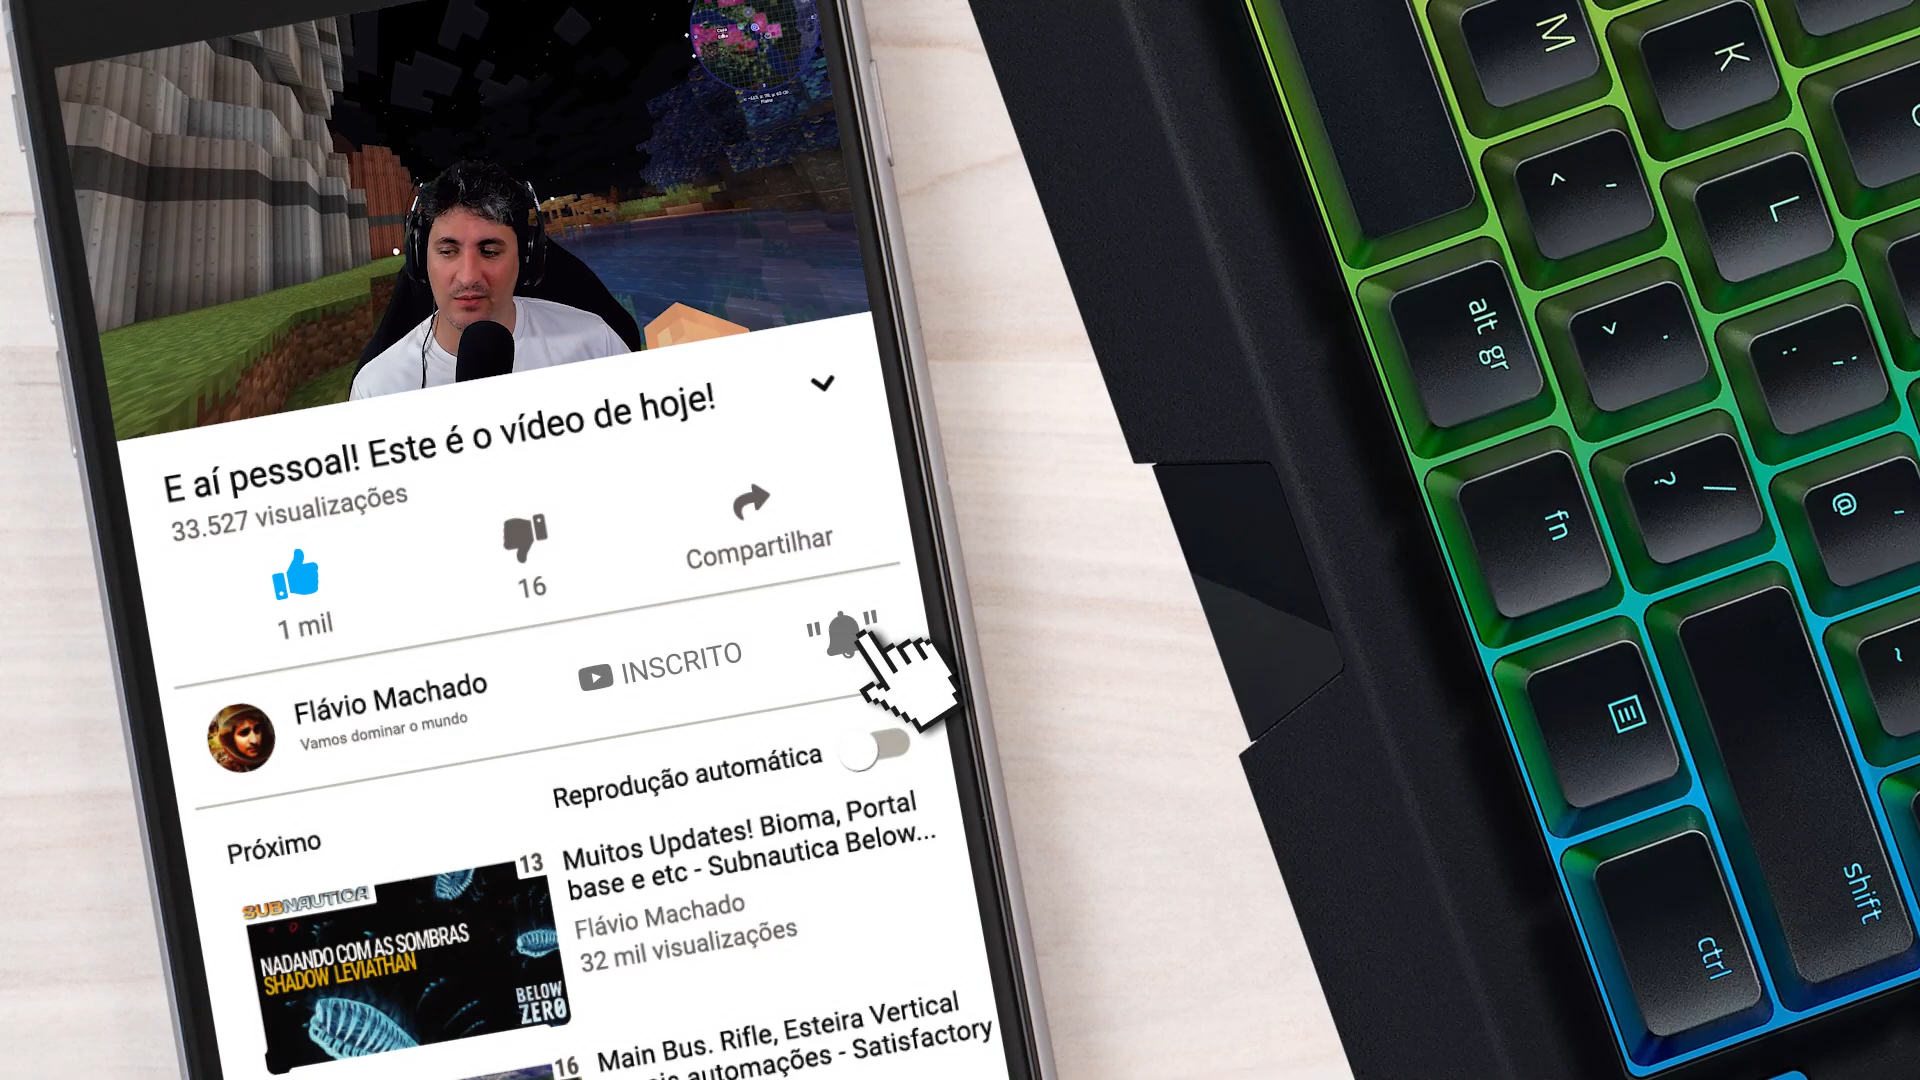 E aí pessoal! Este é o vídeo de hoje!
33.527 visualizações
1 mil
16
Compartilhar
Flávio Machado
Vamos dominar o mundo
INSCRITO
Reprodução automática
Próximo
13
SUBNAUTICA
NADANDO COM AS SOMBRAS
SHADOW LEVIATHAN
BELOW
ZERO
Muitos Updates! Bioma, Portal
base e etc - Subnautica Below...
Flávio Machado
32 mil visualizações
16
Main Bus. Rifle, Esteira Vertical
automações - Satisfactory
M
K
L
alt gr
fn
? /
@
shift
ctrl